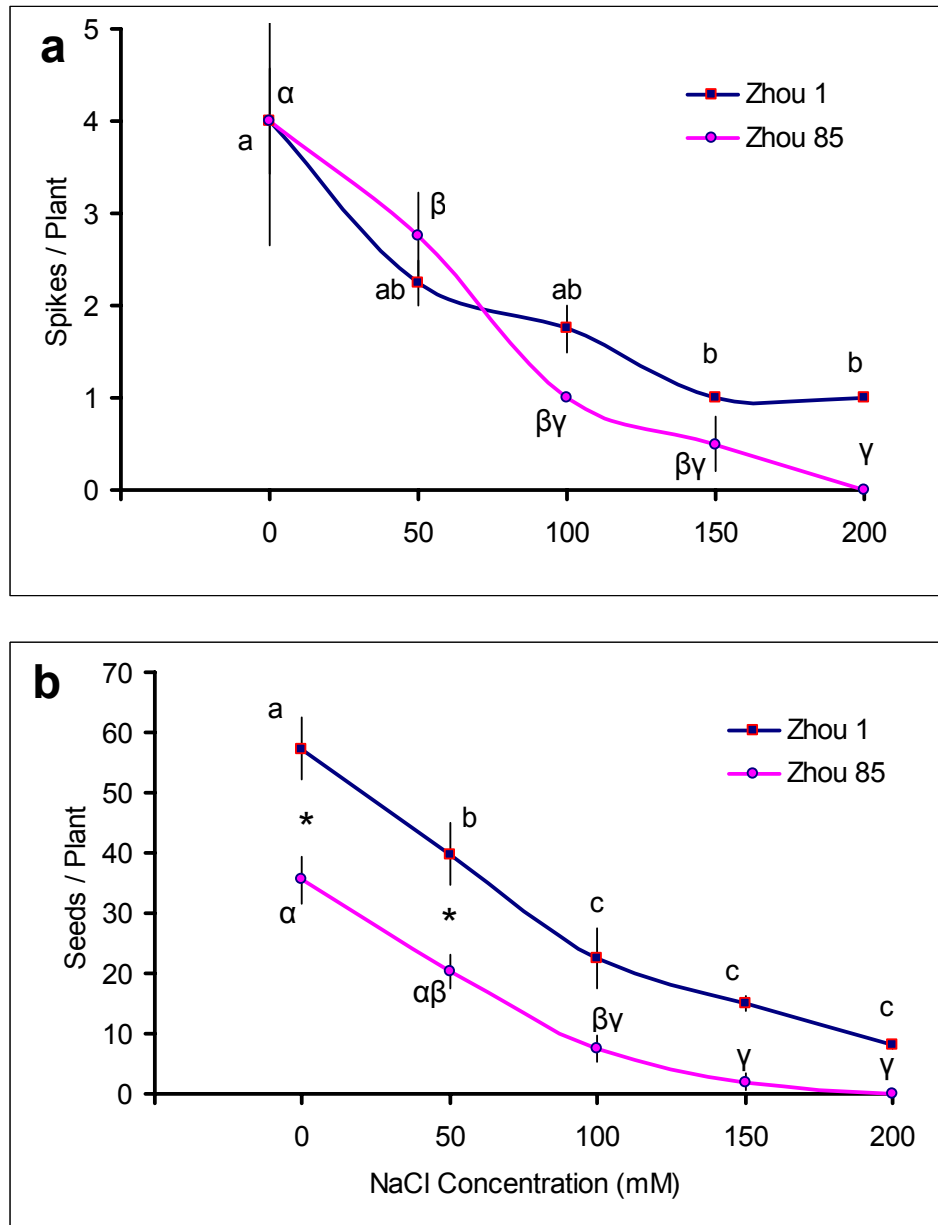 a
5
4
3
2
1
0
Spikes / Plant
0 50 100 150 200
Zhou 1
Zhou 85
α
a
β
ab
ab
βγ
b
βγ
b
γ
b
70
60
50
40
30
20
10
0
Seeds / Plant
Zhou 1
Zhou 85
a
*
α
b
*
αβ
c
βγ
c
γ
c
γ
0 50 100 150 200
NaCl Concentration (mM)